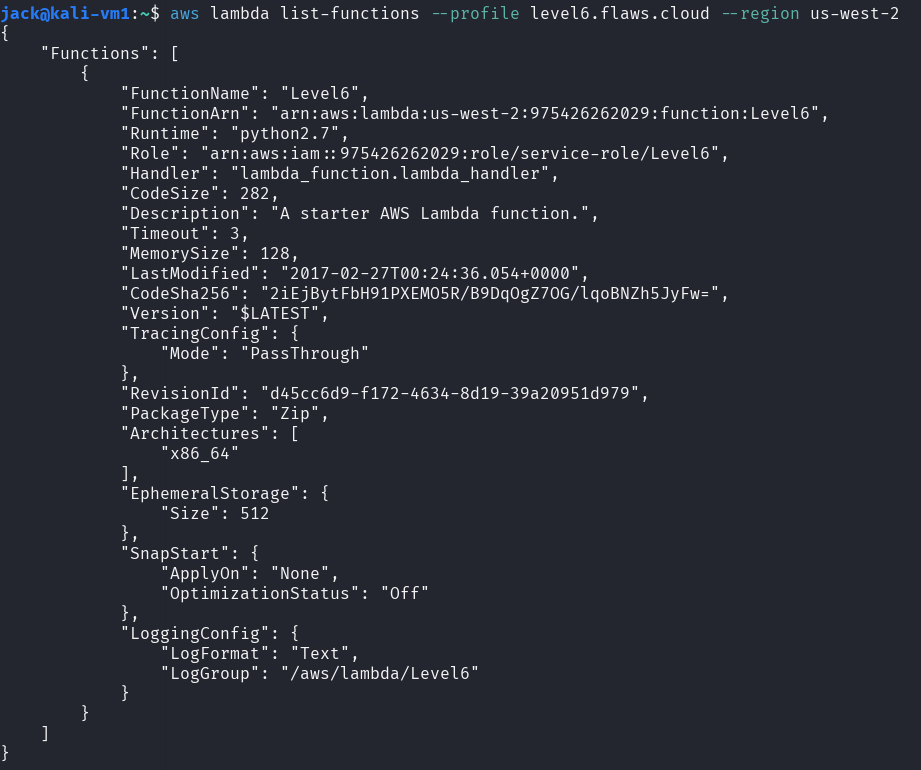 jack@kali-vm1:~$ aws lambda list-functions --profile level6.flaws.cloud --region us-west-2
{
    "Functions": [
        {
            "FunctionName": "Level6",
            "FunctionArn": "arn:aws:lambda:us-west-2:975426262029:function:Level6",
            "Runtime": "python2.7",
            "Role": "arn:aws:iam::975426262029:role/service-role/Level6",
            "Handler": "lambda_function.lambda_handler",
            "CodeSize": 282,
            "Description": "A starter AWS Lambda function.",
            "Timeout": 3,
            "MemorySize": 128,
            "LastModified": "2017-02-27T00:24:36.054+0000",
            "CodeSha256": "2iEjBytFbH91PXEMO5R/B9DqOgZ7OG/lqoBNZh5JyFw=",
            "Version": "$LATEST",
            "TracingConfig": {
                "Mode": "PassThrough"
            },
            "RevisionId": "d45cc6d9-f172-4634-8d19-39a20951d979",
            "PackageType": "Zip",
            "Architectures": [
                "x86_64"
            ],
            "EphemeralStorage": {
                "Size": 512
            },
            "SnapStart": {
                "ApplyOn": "None",
                "OptimizationStatus": "Off"
            },
            "LoggingConfig": {
                "LogFormat": "Text",
                "LogGroup": "/aws/lambda/Level6"
            }
        }
    ]
}